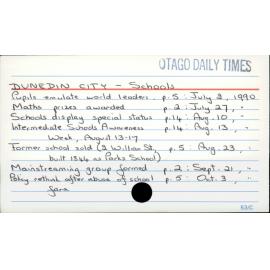 OTAGO DAILY TIMES
DUNEDIN CITY - Schools
Pupils emulate world leaders p.5 : July 2, 1990
Maths prizes awarded p.2 : July 27, "
Schools display special status p.14 : Aug. 10, "
Intermediate Schools Awareness p.14 : Aug. 13, "
Week, August 13-17
Former school sold (2 William St, p.5 : Aug. 23, "
built 1944 as Parks School)
Mainstreaming group formed p.2 : Sept. 21, "
Policy rethink after abuse of school p.5 : Oct. 3, "